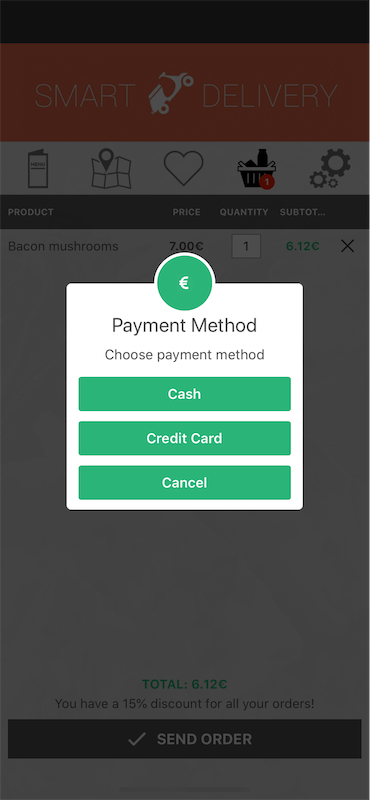 SMART DELIVERY
MENU
1
PRODUCT PRICE QUANTITY SUBTOT...
Bacon mushrooms 7.00€ 1 6.12€
€
Payment Method
Choose payment method
Cash
Credit Card
Cancel
TOTAL: 6.12€
You have a 15% discount for all your orders!
SEND ORDER